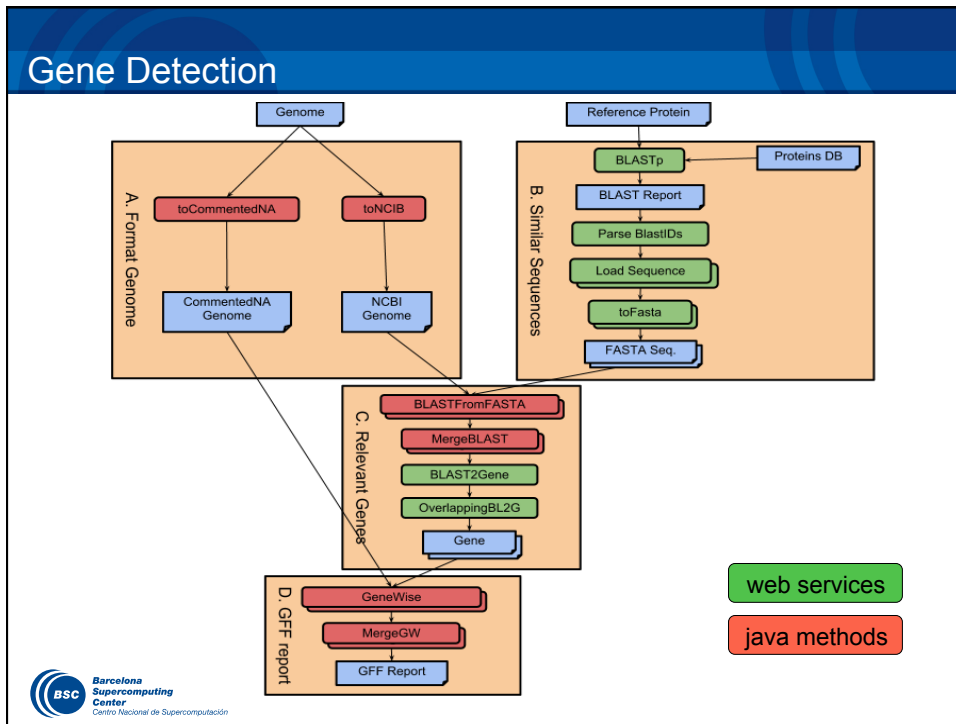 Gene Detection
Genome
Reference Protein
A. Format Genome
toCommentedNA
toNCIB
CommentedNA
Genome
NCBI
Genome
B. Similar Sequences
BLASTp
Proteins DB
BLAST Report
Parse BlastIDs
Load Sequence
toFasta
FASTA Seq.
C. Relevant Genes
BLASTFromFASTA
MergeBLAST
BLAST2Gene
OverlappingBL2G
Gene
D. GFF report
GeneWise
MergeGW
GFF Report
web services
java methods
BSC
Barcelona
Supercomputing
Center
Centro Nacional de Supercomputación